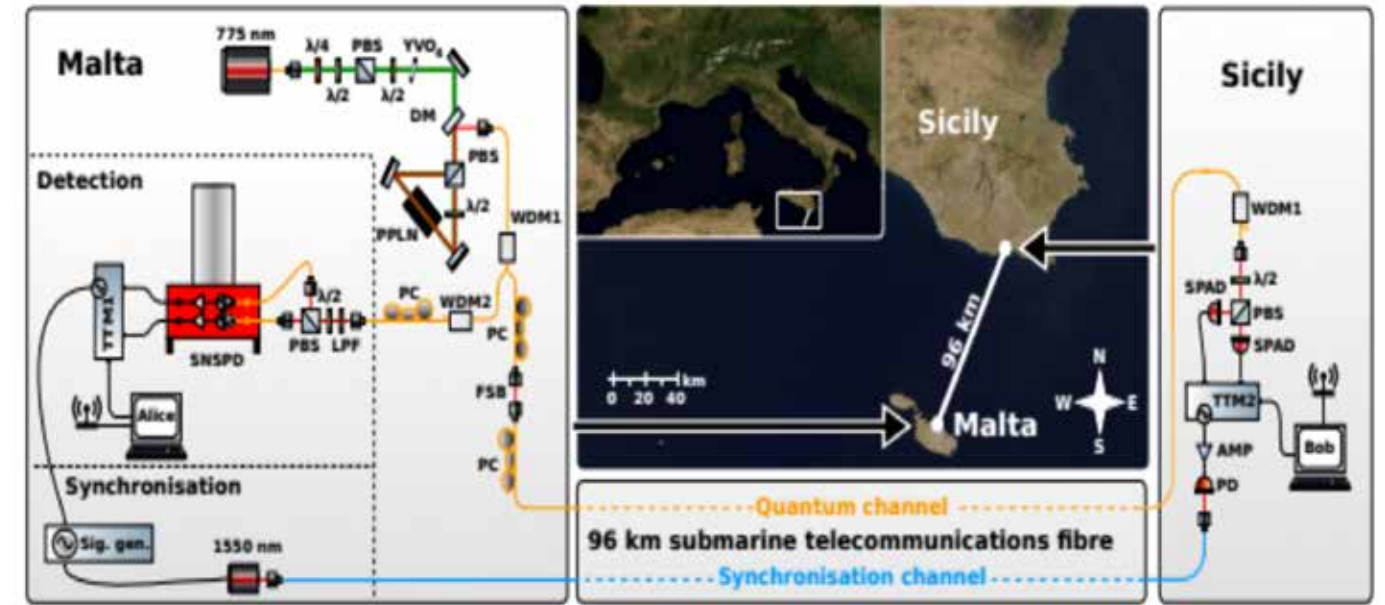 Malta
775 nm
λ/4
PBS
YVO4
λ/2
λ/2
DM
PBS
λ/2
PPLN
WDM1
Detection
TTM1
SNSPD
λ/2
PBS
LPF
PC
WDM2
PC
FSB
PC
Alice
Synchronisation
Sig. gen.
1550 nm
Sicily
96 km
km
0 20 40
Malta
N
W
E
S
Quantum channel
96 km submarine telecommunications fibre
Synchronisation channel
Sicily
WDM1
λ/2
SPAD
PBS
SPAD
TTM2
AMP
PD
Bob